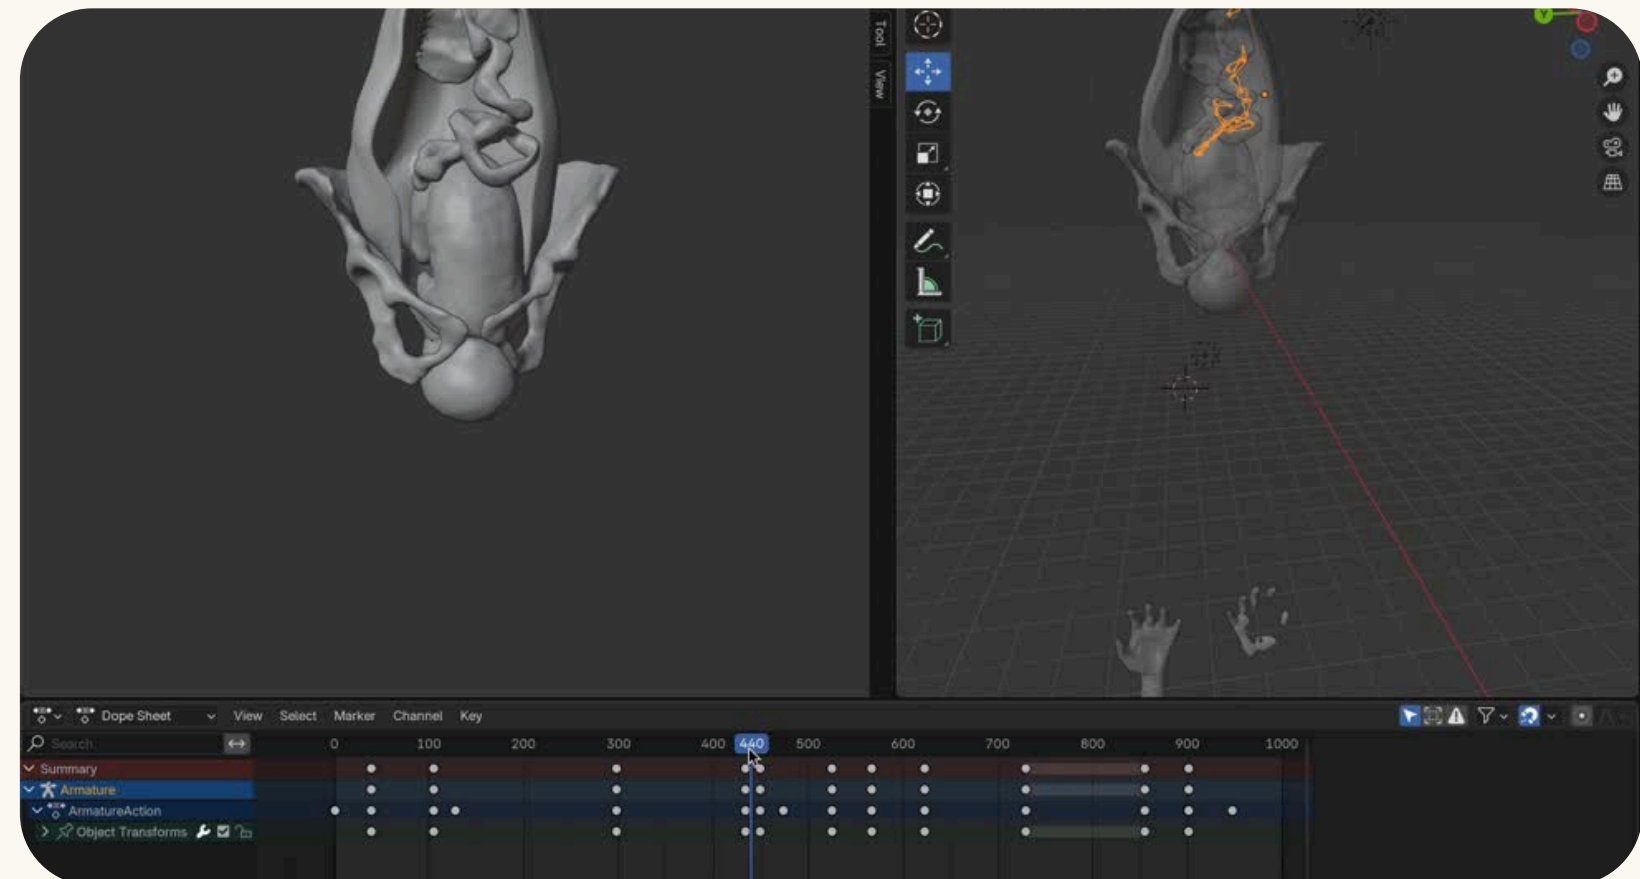 Tool
View
Y
Dope Sheet View Select Marker Channel Key
Search
0 100 200 300 400 440 500 600 700 800 900 1000
Summary
Armature
ArmatureAction
Object Transforms